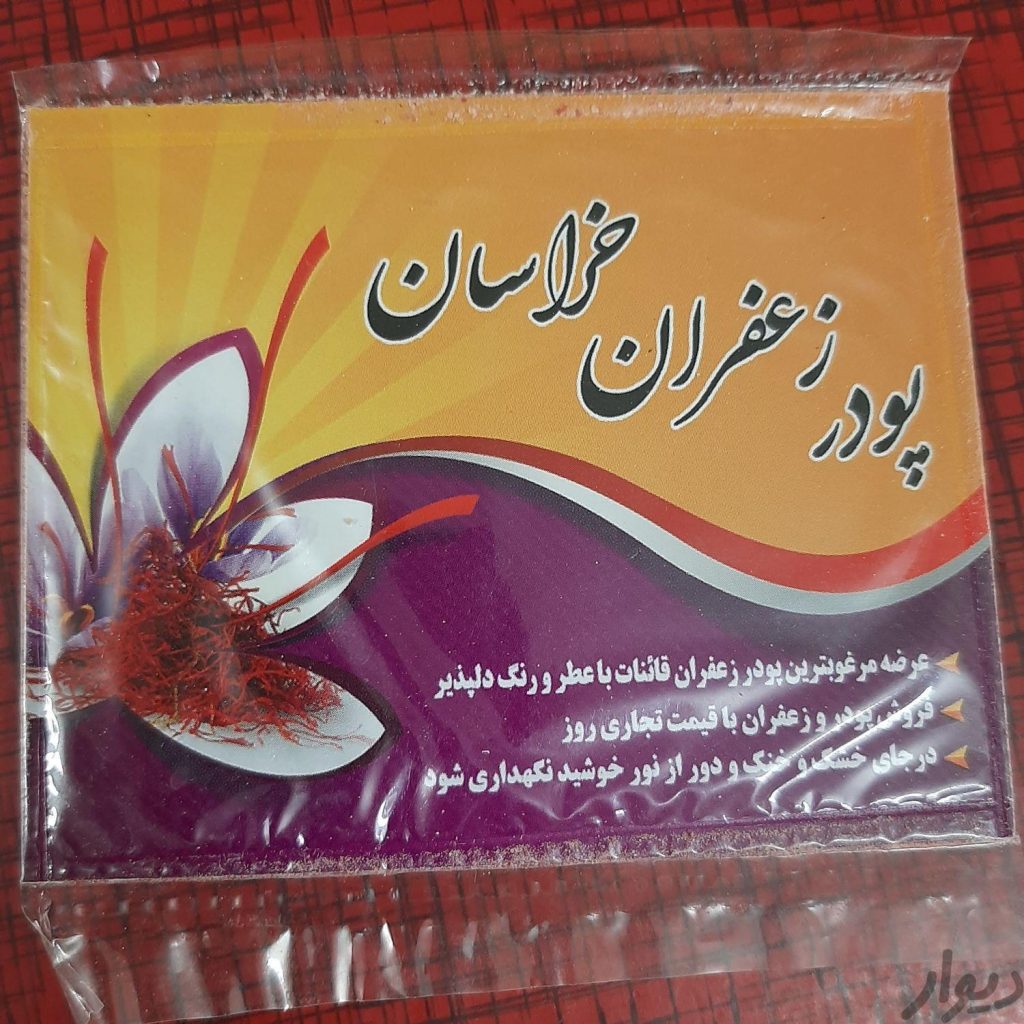 پودر زعفران خراسان
عرضه مرغوبترین پودر زعفران قائنات با عطر و رنگ دلپذیر
فروش پودر و زعفران با قیمت تجاری روز
درجای خشک و خنک و دور از نور خوشید نگهداری شود
دیوار